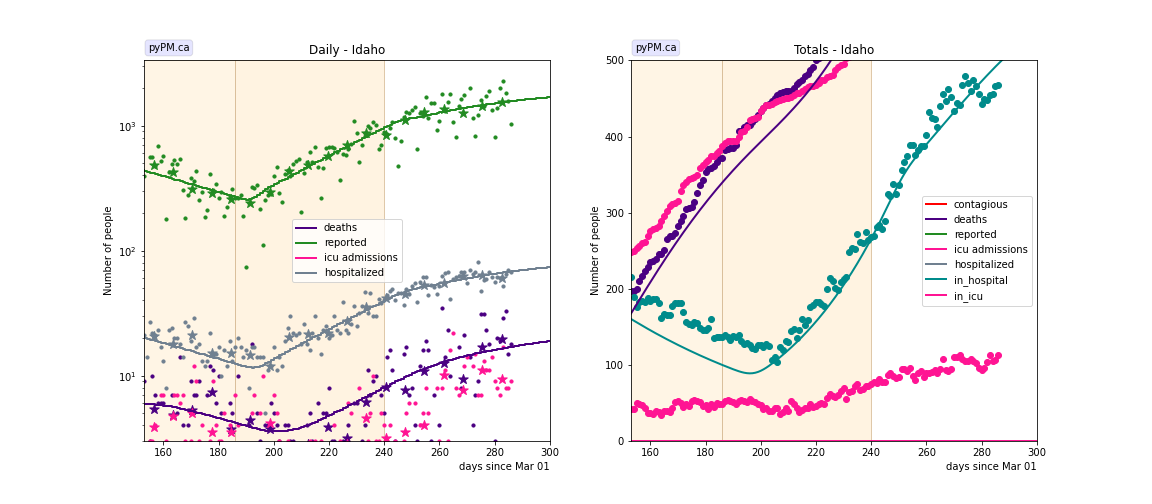 pyPM.ca
Daily - Idaho
Number of people
10³
10²
10¹
deaths
reported
icu admissions
hospitalized
160 180 200 220 240 260 280 300
days since Mar 01
pyPM.ca
Totals - Idaho
Number of people
500
400
300
200
100
0
contagious
deaths
reported
icu admissions
hospitalized
in_hospital
in_icu
160 180 200 220 240 260 280 300
days since Mar 01